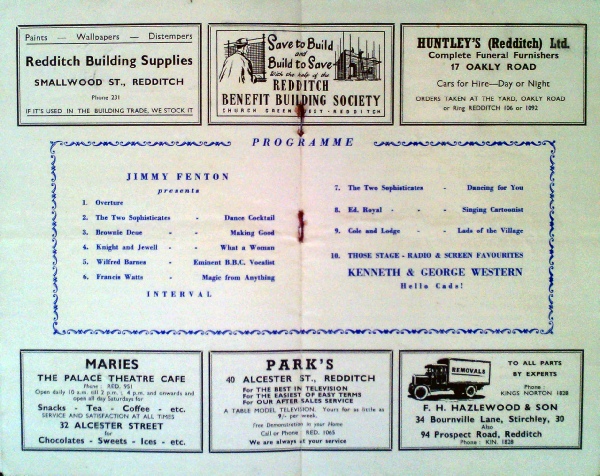 Paints — Wallpapers — Distempers
Redditch Building Supplies
SMALLWOOD ST., REDDITCH
Phone 231
IF IT'S USED IN THE BUILDING TRADE, WE STOCK IT
Save to Build
and
Build to Save
With the help of the
REDDITCH
BENEFIT BUILDING SOCIETY
CHURCH GREEN WEST - REDDITCH
HUNTLEY'S (Redditch) Ltd.
Complete Funeral Furnishers
17 OAKLY ROAD
Cars for Hire—Day or Night
ORDERS TAKEN AT THE YARD, OAKLY ROAD
or Ring REDDITCH 106 or 1092
PROGRAMME
JIMMY FENTON
presents
1. Overture
2. The Two Sophisticates - Dance Cocktail
3. Brownie Deue - Making Good
4. Knight and Jewell - - What a Woman
5. Wilfred Barnes - Eminent B.B.C. Vocalist
6. Francis Watts - Magic from Anything
INTERVAL
7. The Two Sophisticates - Dancing for You
8. Ed. Royal - - - Singing Cartoonist
9. Cole and Lodge - - Lads of the Village
10. THOSE STAGE - RADIO & SCREEN FAVOURITES
KENNETH & GEORGE WESTERN
Hello Cads!
MARIES
THE PALACE THEATRE CAFE
Phone : RED. 951
Open daily 10 a.m. till 2 p.m., 4 p.m. and onwards and
open all day Saturdays for
Snacks - Tea - Coffee - etc.
SERVICE AND SATISFACTION AT ALL TIMES
32 ALCESTER STREET
for
Chocolates - Sweets - Ices - etc.
PARK'S
40 ALCESTER ST., REDDITCH
For THE BEST IN TELEVISION
For THE EASIEST OF EASY TERMS
For OUR AFTER SALES SERVICE
A TABLE MODEL TELEVISION. Yours for as little as
9/- per week.
Free Demonstration in your Home
Call or Phone : RED. 1065
We are always at your service
REMOVALS
TO ALL PARTS
BY EXPERTS
Phone :
KINGS NORTON 1828
F. H. HAZLEWOOD & SON
34 Bournville Lane, Stirchley, 30
Also
94 Prospect Road, Redditch
Phone : KIN. 1828